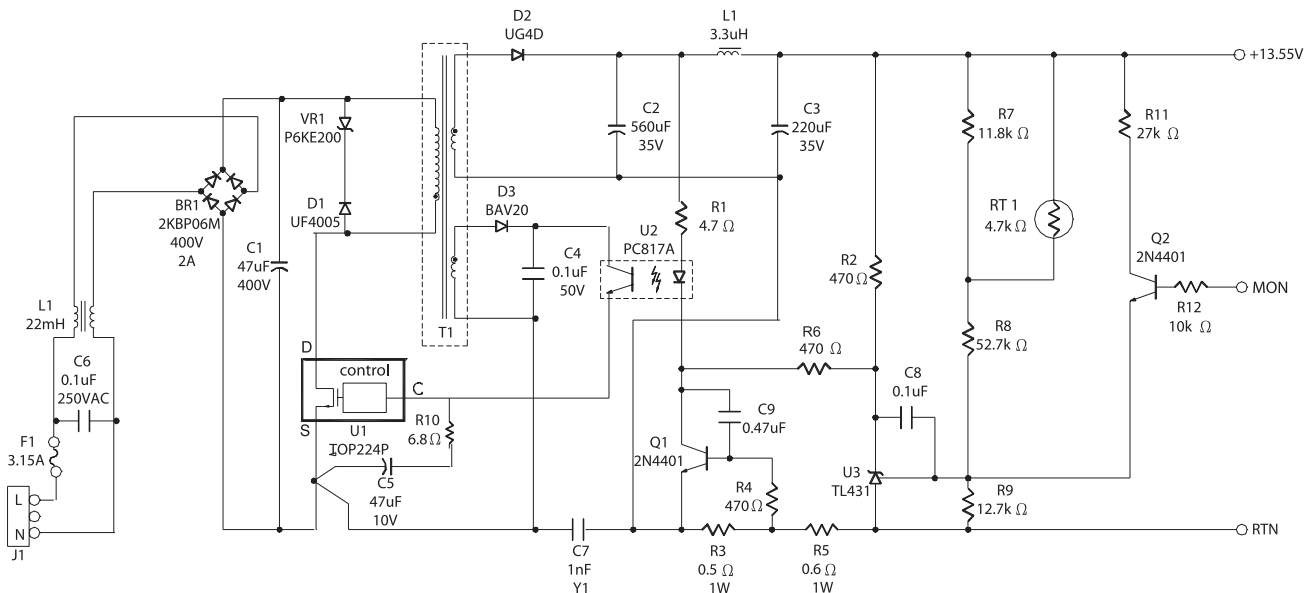 D2
UG4D
L1
3.3uH
+13.55V
VR1
P6KE200
C2
560uF
35V
C3
220uF
35V
R7
11.8k Ω
R11
27k Ω
BR1
2KBP06M
400V
2A
D1
UF4005
D3
BAV20
R1
4.7 Ω
RT 1
4.7k Ω
U2
PC817A
Q2
2N4401
C1
47uF
400V
C4
0.1uF
50V
R2
470Ω
MON
R12
10k Ω
L1
22mH
T1
R6
470 Ω
R8
52.7k Ω
D
C6
0.1uF
250VAC
control
C
C8
0.1uF
S
U1
TOP224P
R10
6.8Ω
C9
0.47uF
F1
3.15A
Q1
2N4401
U3
TL431
C5
47uF
10V
R4
470Ω
R9
12.7k Ω
L
N
J1
C7
1nF
Y1
R3
0.5 Ω
1W
R5
0.6 Ω
1W
RTN